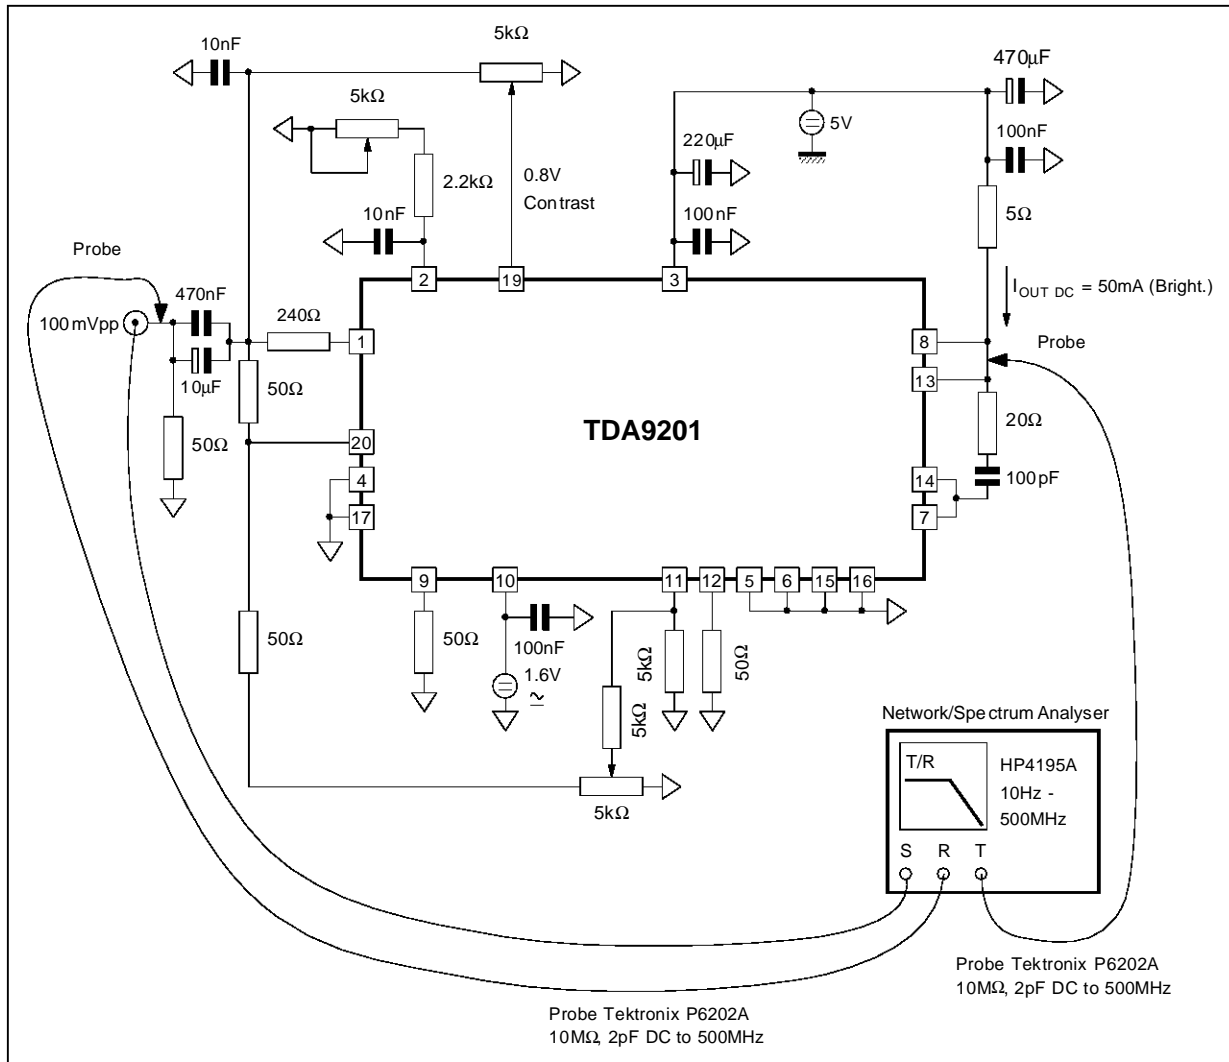 5kΩ
10nF
470µF
5kΩ
5V
220µF
100nF
2.2kΩ
0.8V
Contrast
10nF
100nF
5Ω
Probe
2
19
3
470nF
I_OUT DC = 50mA (Bright.)
100mVpp
240Ω
1
8
Probe
10µF
50Ω
13
TDA9201
20Ω
50Ω
20
4
14
100pF
17
7
9
10
11
12
5
6
15
16
50Ω
50Ω
100nF
5kΩ
50Ω
1.6V
5kΩ
Network/Spectrum Analyser
T/R
HP4195A
10Hz -
500MHz
5kΩ
S R T
Probe Tektronix P6202A
10MΩ, 2pF DC to 500MHz
Probe Tektronix P6202A
10MΩ, 2pF DC to 500MHz